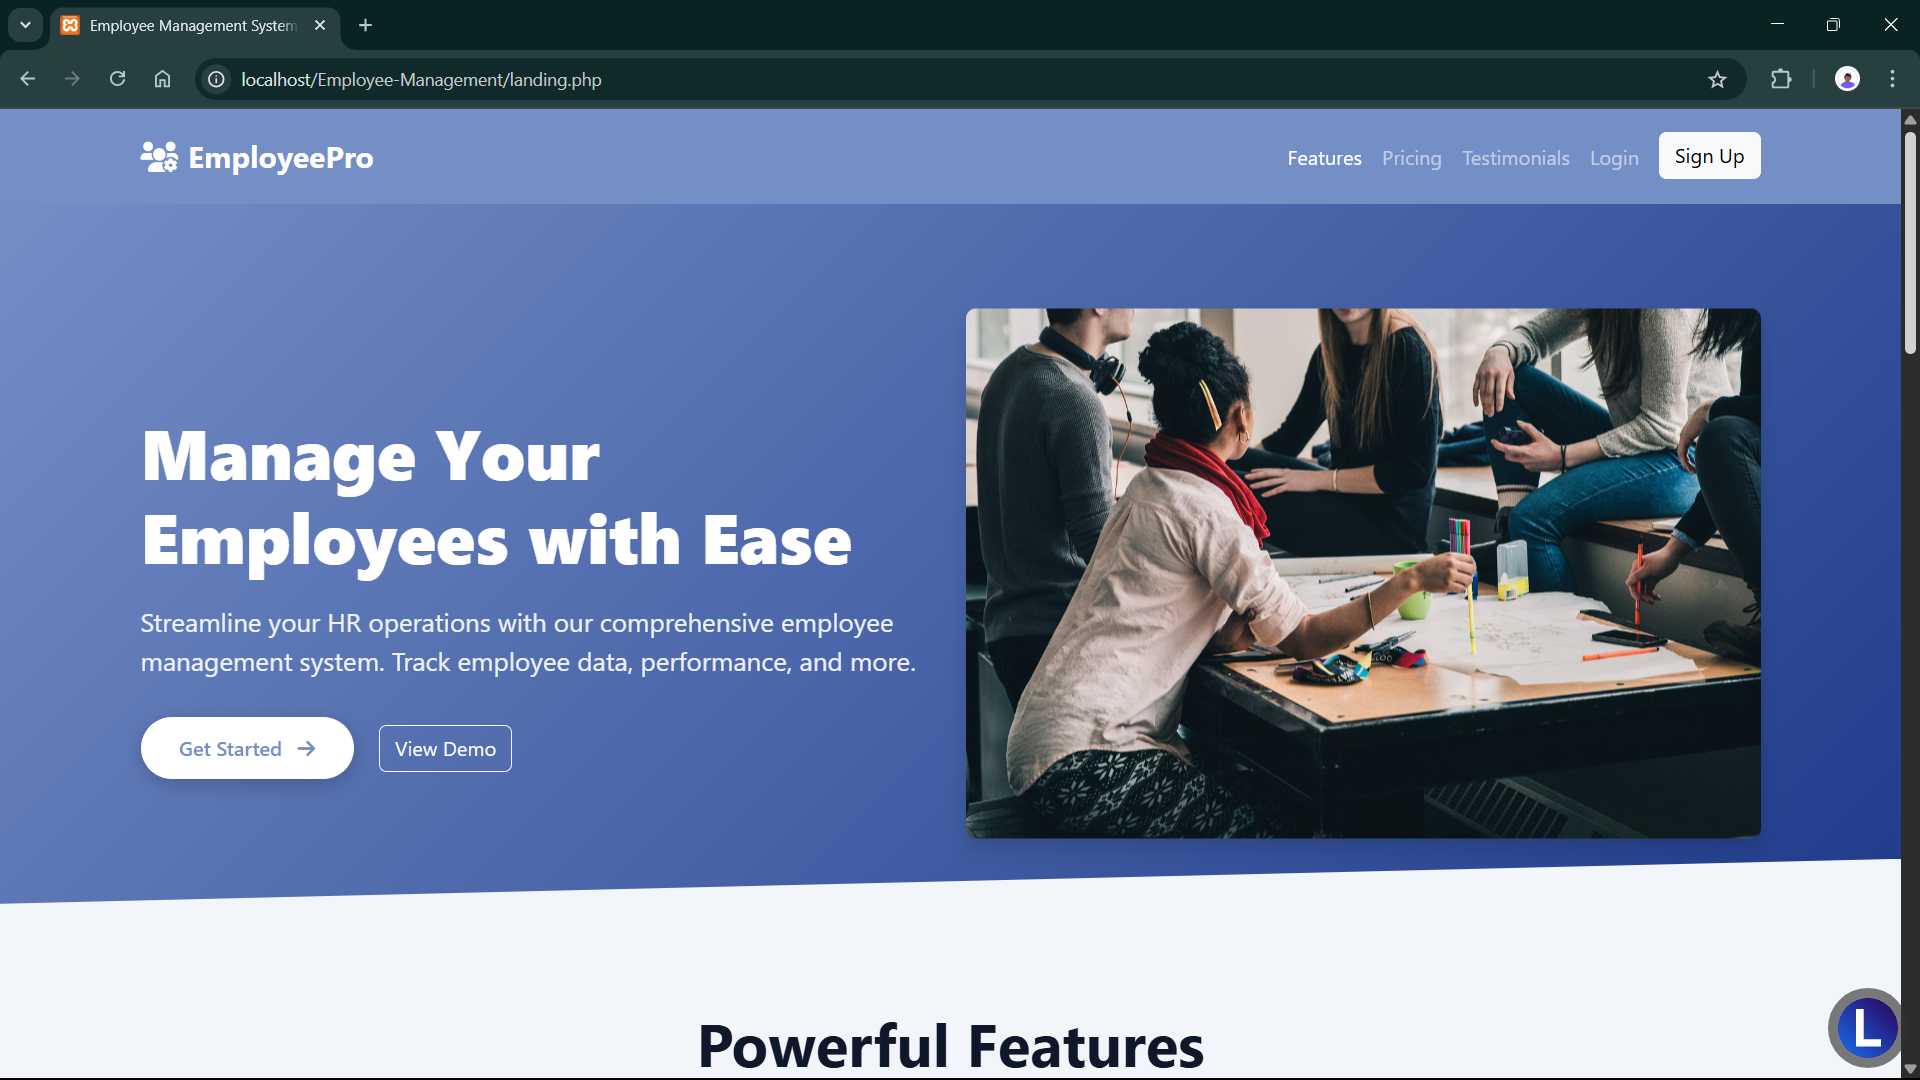 Employee Management System
localhost/Employee-Management/landing.php
EmployeePro
Features Pricing Testimonials Login Sign Up
Manage Your
Employees with Ease
Streamline your HR operations with our comprehensive employee
management system. Track employee data, performance, and more.
Get Started View Demo
Powerful Features
L